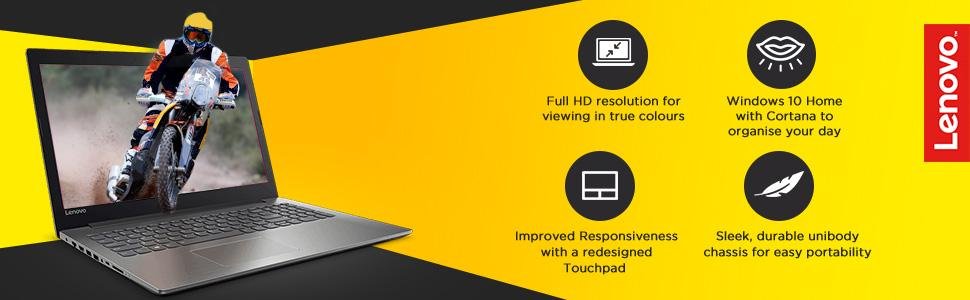 Full HD resolution for
viewing in true colours
Windows 10 Home
with Cortana to
organise your day
Improved Responsiveness
with a redesigned
Touchpad
Sleek, durable unibody
chassis for easy portability
Lenovo™
Lenovo